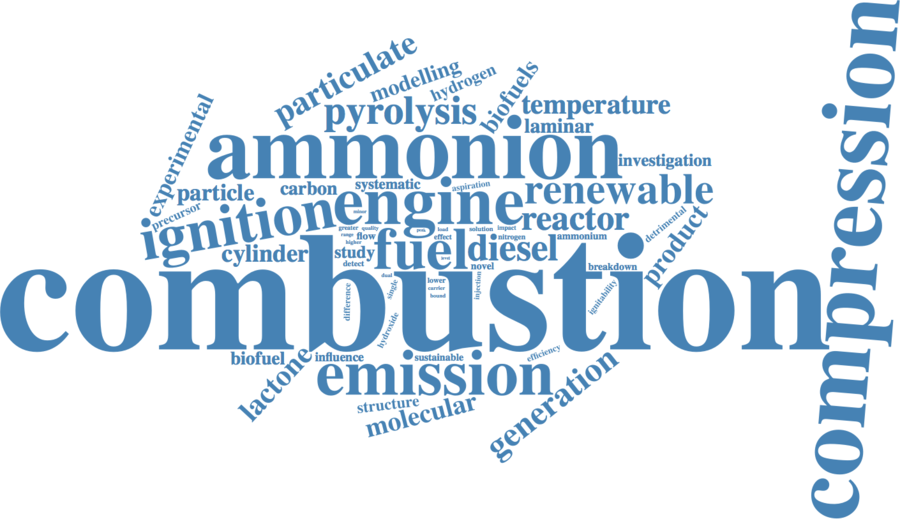 particulate
modelling
hydrogen
biofuels
compression
experimental
pyrolysis
temperature
laminar
ammonion
investigation
particle
carbon
systematic
aspiration
renewable
precursor
ignition
engine
reactor
detrimental
product
greater
quality
load
solution
impact
range
flow
effect
nitrogen
ammonium
higher
cylinder
study
fuel
diesel
detect
level
novel
breakdown
combustion
dual
single
lower
carrier
bound
injection
ignitability
difference
hydroxide
biofuel
influence
sustainable
efficiency
lactone
emission
generation
structure
molecular